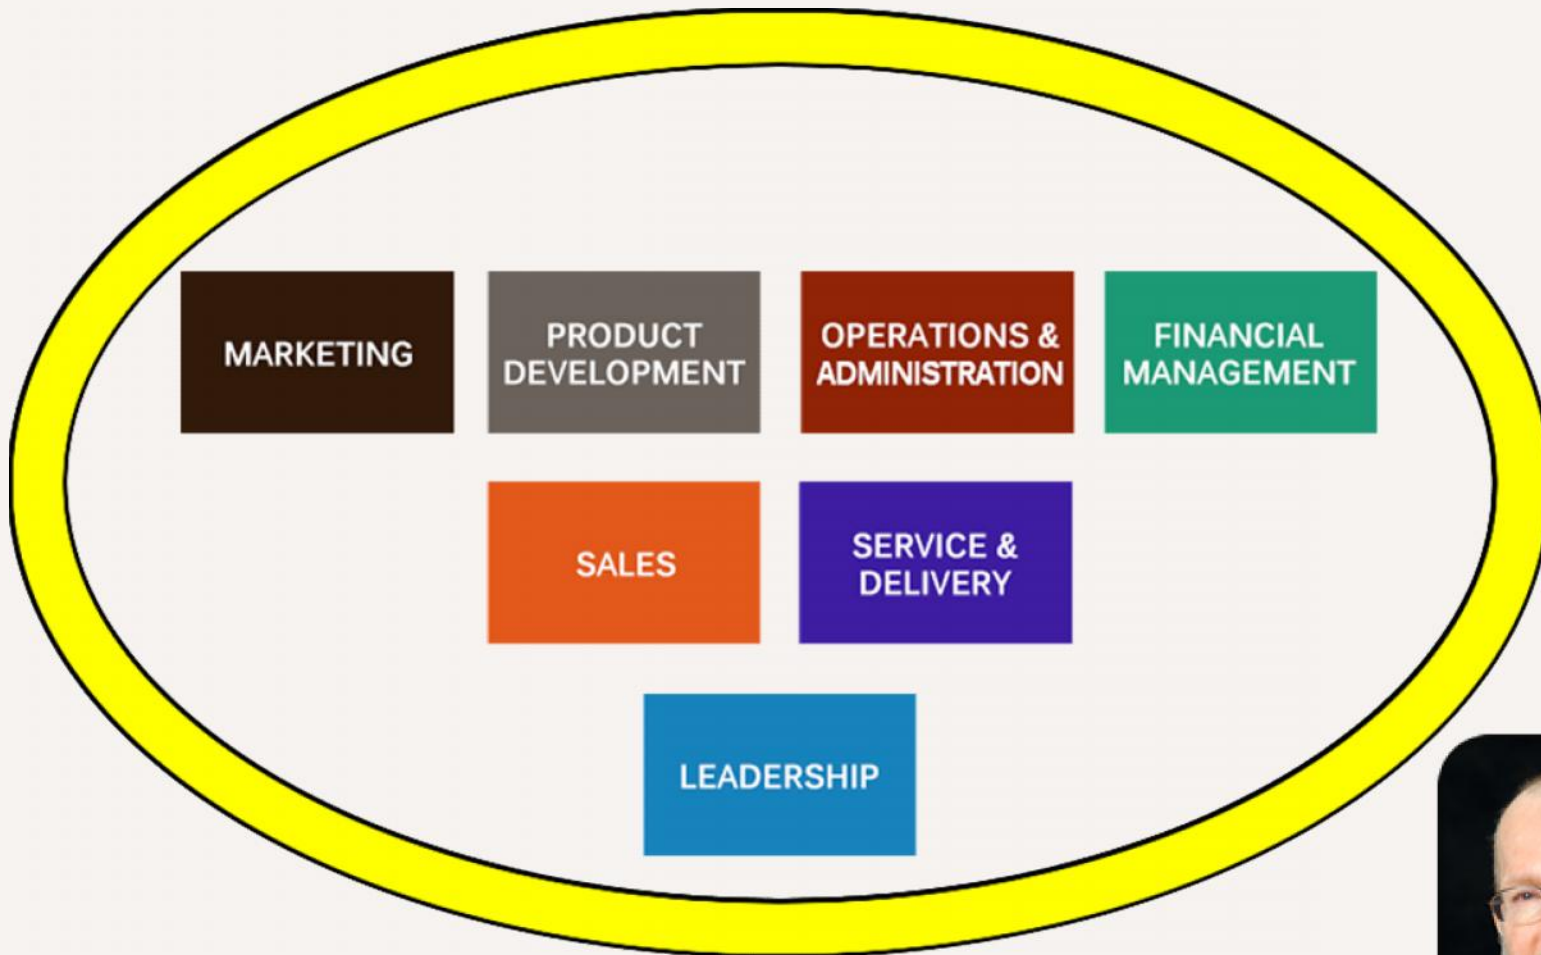 MARKETING
PRODUCT
DEVELOPMENT
OPERATIONS &
ADMINISTRATION
FINANCIAL
MANAGEMENT
SALES
SERVICE &
DELIVERY
LEADERSHIP